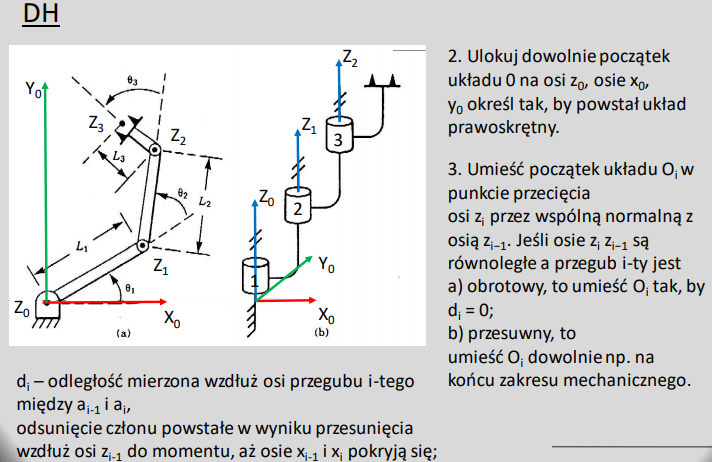 DH
Y₀
θ₃
Z₃
Z₂
L₃
θ₂
L₂
L₁
Z₁
θ₁
Z₀
X₀
(a)
Z₂
3
Z₁
2
Z₀
1
Y₀
X₀
(b)
2. Ulokuj dowolnie początek
układu 0 na osi z₀, osie x₀,
y₀ określ tak, by powstał układ
prawoskrętny.
3. Umieść początek układu Oᵢ w
punkcie przecięcia
osi zᵢ przez wspólną normalną z
osią zᵢ₋₁. Jeśli osie zᵢ zᵢ₋₁ są
równoległe a przegub i-ty jest
a) obrotowy, to umieść Oᵢ tak, by
dᵢ = 0;
b) przesuwny, to
umieść Oᵢ dowolnie np. na
końcu zakresu mechanicznego.
dᵢ – odległość mierzona wzdłuż osi przegubu i-tego
między aᵢ₋₁ i aᵢ,
odsunięcie członu powstałe w wyniku przesunięcia
wzdłuż osi zᵢ₋₁ do momentu, aż osie xᵢ₋₁ i xᵢ pokryją się;